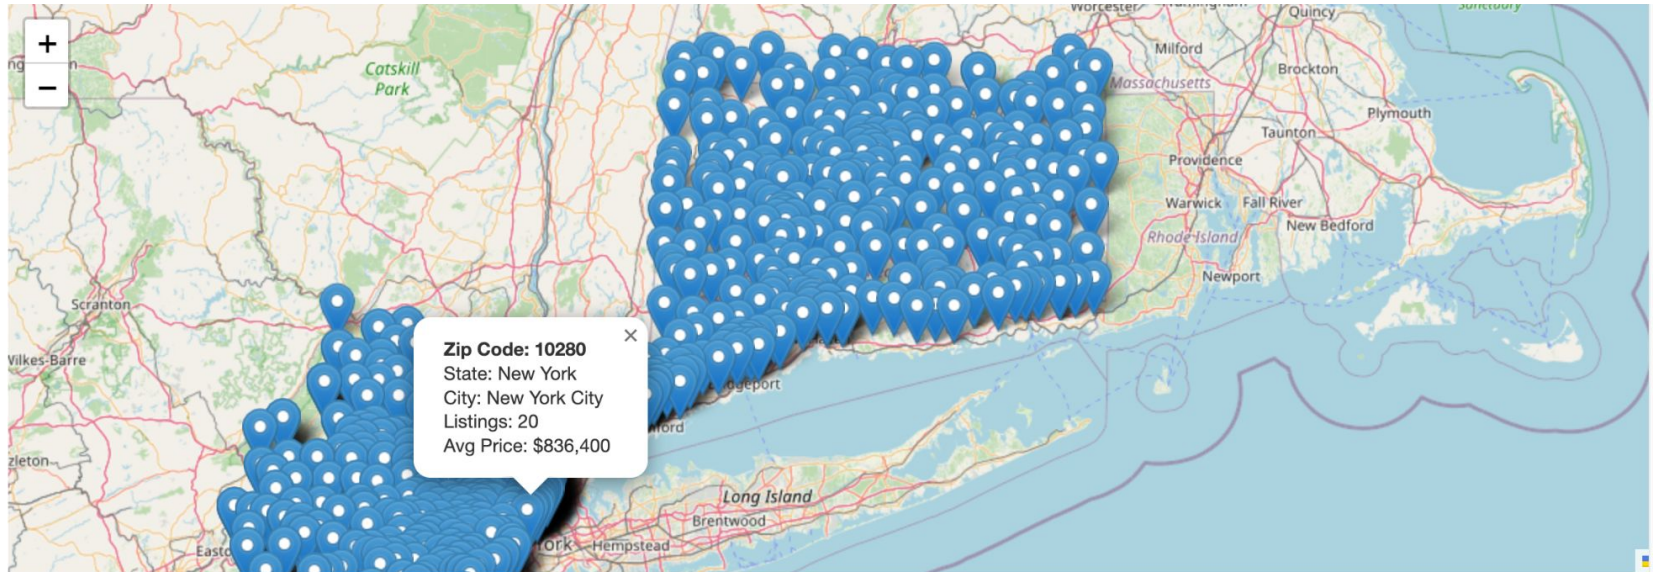 +
−
Catskill
Park
Worcester
Quincy
Sanctuary
Milford
Brockton
Massachusetts
Plymouth
Taunton
Providence
Warwick
Fall River
New Bedford
Rhode Island
Newport
Scranton
Wilkes-Barre
×
Zip Code: 10280
State: New York
City: New York City
Listings: 20
Avg Price: $836,400
Long Island
Brentwood
Hempstead